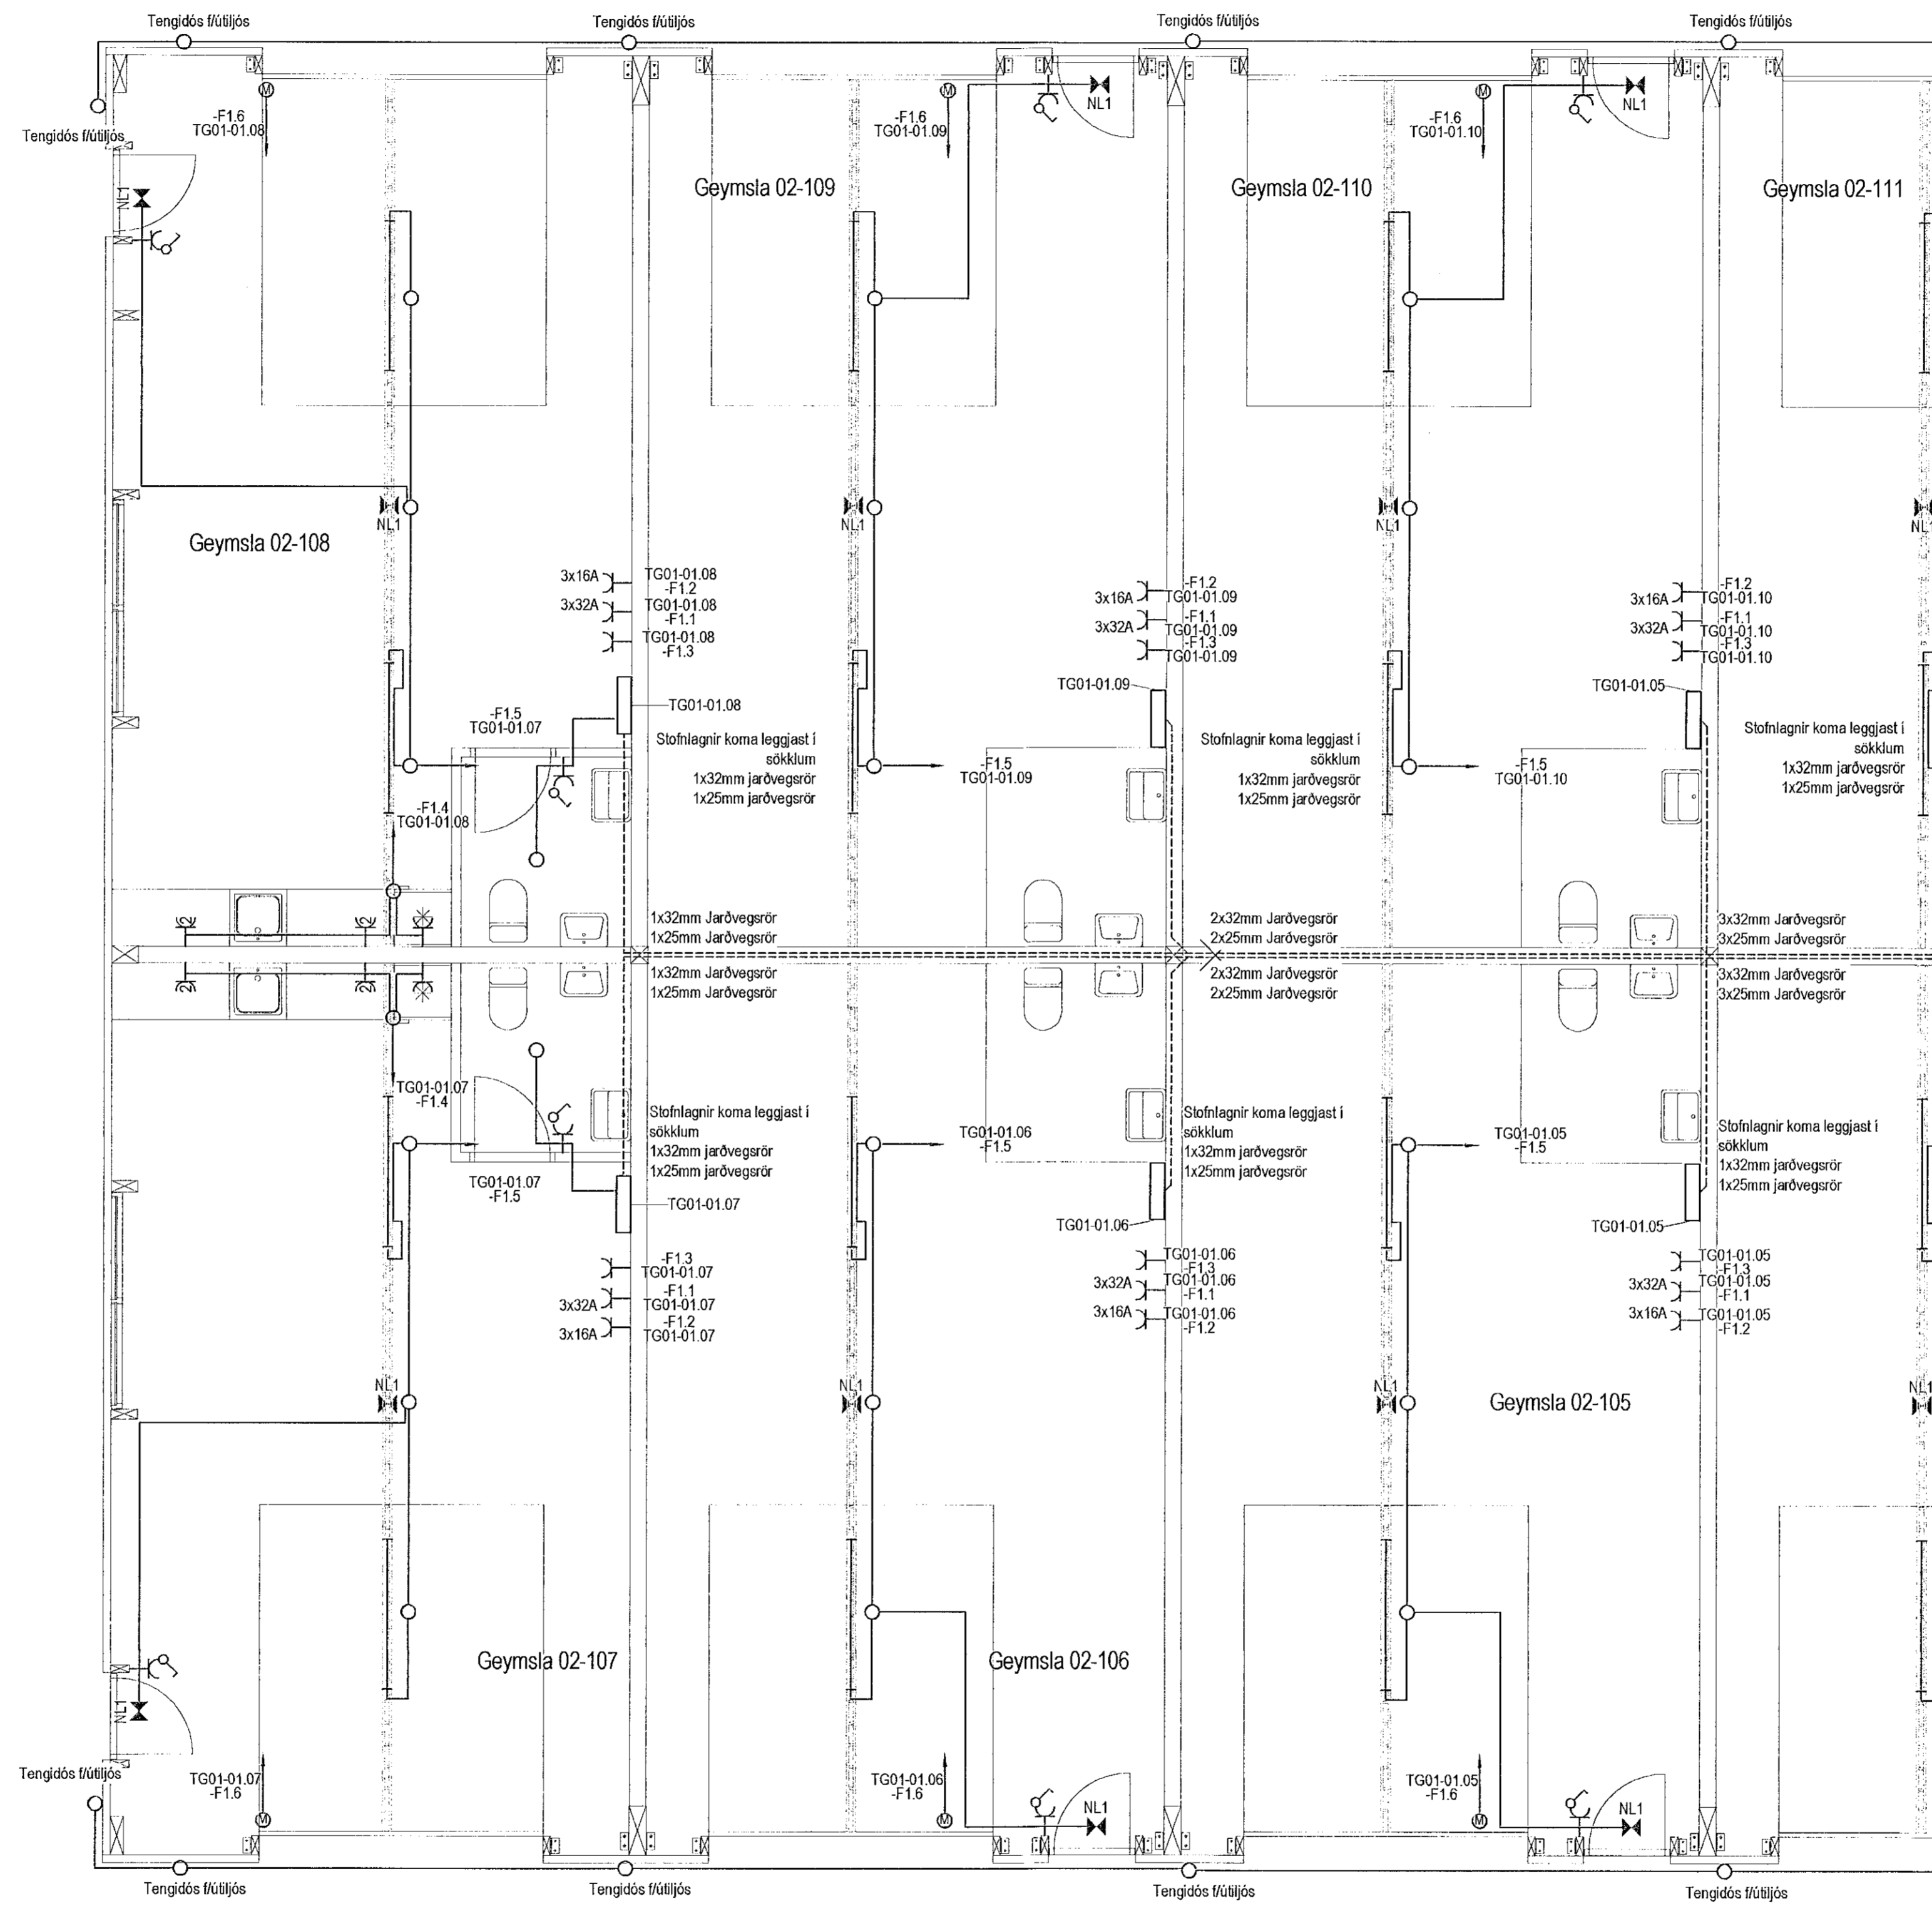 Tengidós f/útiljós
Tengidós f/útiljós
Tengidós f/útiljós
Tengidós f/útiljós
Tengidós f/útiljós
-F1.6
TG01-01.08
-F1.6
TG01-01.09
NL1
-F1.6
TG01-01.10
NL1
NL1
Geymsla 02-109
Geymsla 02-110
Geymsla 02-111
Geymsla 02-108
NL1
NL1
NL1
NL
3x16A
TG01-01.08
-F1.2
3x32A
TG01-01.08
-F1.1
TG01-01.08
-F1.3
3x16A
-F1.2
TG01-01.09
3x32A
-F1.1
TG01-01.09
-F1.3
TG01-01.09
3x16A
-F1.2
TG01-01.10
3x32A
-F1.1
TG01-01.10
-F1.3
TG01-01.10
TG01-01.08
TG01-01.09
TG01-01.05
-F1.5
TG01-01.07
Stofnlagnir koma leggjast í
sökklum
1x32mm jarðvegsrör
1x25mm jarðvegsrör
-F1.5
TG01-01.09
Stofnlagnir koma leggjast í
sökklum
1x32mm jarðvegsrör
1x25mm jarðvegsrör
-F1.5
TG01-01.10
Stofnlagnir koma leggjast í
sökklum
1x32mm jarðvegsrör
1x25mm jarðvegsrör
-F1.4
TG01-01.08
2
2
1x32mm Jarðvegsrör
1x25mm Jarðvegsrör
2x32mm Jarðvegsrör
2x25mm Jarðvegsrör
3x32mm Jarðvegsrör
3x25mm Jarðvegsrör
1x32mm Jarðvegsrör
1x25mm Jarðvegsrör
2x32mm Jarðvegsrör
2x25mm Jarðvegsrör
3x32mm Jarðvegsrör
3x25mm Jarðvegsrör
2
2
TG01-01.07
-F1.4
TG01-01.07
-F1.5
Stofnlagnir koma leggjast í
sökklum
1x32mm jarðvegsrör
1x25mm jarðvegsrör
TG01-01.06
-F1.5
Stofnlagnir koma leggjast í
sökklum
1x32mm jarðvegsrör
1x25mm jarðvegsrör
TG01-01.05
-F1.5
Stofnlagnir koma leggjast í
sökklum
1x32mm jarðvegsrör
1x25mm jarðvegsrör
TG01-01.07
TG01-01.06
TG01-01.05
-F1.3
TG01-01.07
3x32A
-F1.1
TG01-01.07
3x16A
-F1.2
TG01-01.07
TG01-01.06
-F1.3
3x32A
TG01-01.06
-F1.1
3x16A
TG01-01.06
-F1.2
TG01-01.05
-F1.3
3x32A
TG01-01.05
-F1.1
3x16A
TG01-01.05
-F1.2
NL1
NL1
NL1
NL1
Geymsla 02-105
Geymsla 02-107
Geymsla 02-106
NL1
Tengidós f/útiljós
TG01-01.07
-F1.6
TG01-01.06
-F1.6
NL1
TG01-01.05
-F1.6
NL1
Tengidós f/útiljós
Tengidós f/útiljós
Tengidós f/útiljós
Tengidós f/útiljós